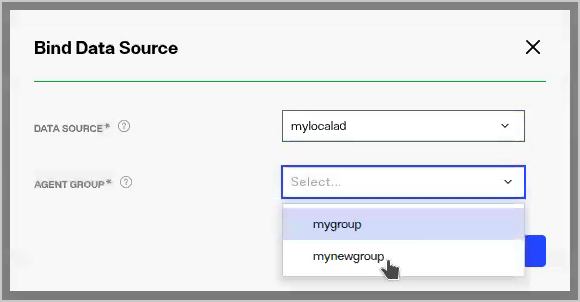 Bind Data Source
DATA SOURCE*
mylocalad
AGENT GROUP*
Select...
mygroup
mynewgroup